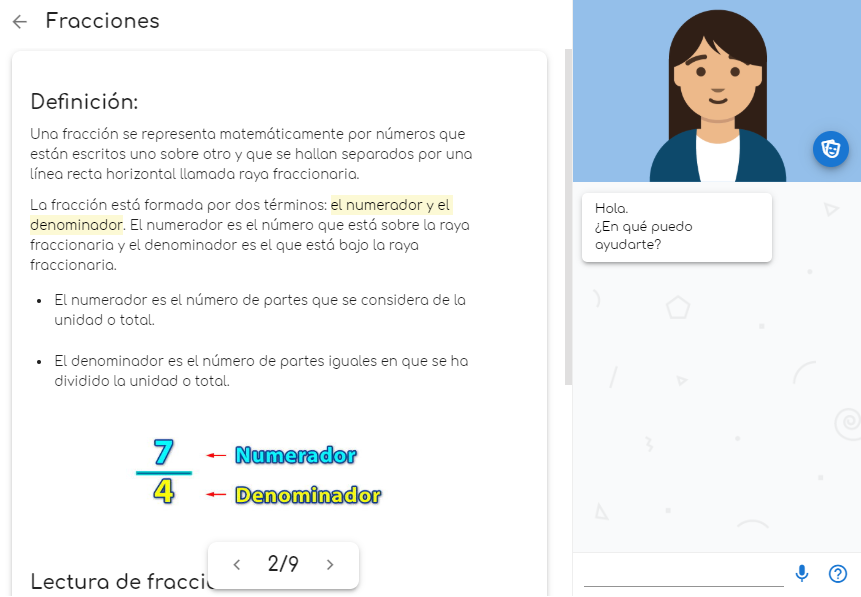 Fracciones
Definición:
Una fracción se representa matemáticamente por números que
están escritos uno sobre otro y que se hallan separados por una
línea recta horizontal llamada raya fraccionaria.
La fracción está formada por dos términos: el numerador y el
denominador. El numerador es el número que está sobre la raya
fraccionaria y el denominador es el que está bajo la raya
fraccionaria.
El numerador es el número de partes que se considera de la
unidad o total.
El denominador es el número de partes iguales en que se ha
dividido la unidad o total.
7 Numerador
4 Denominador
2/9
Lectura de
Hola.
¿En qué puedo
ayudarte?